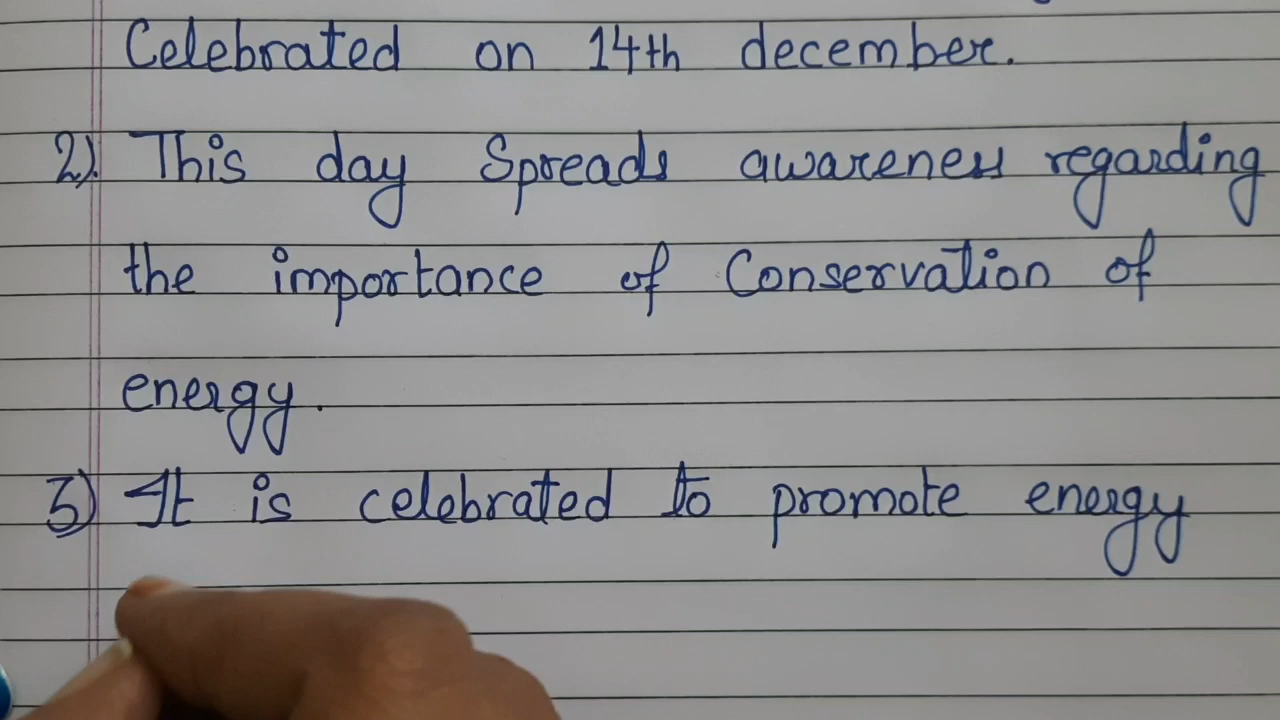 Celebrated on 14th december.
2). This day Spreads awareness regarding
the importance of Conservation of
energy.
3) It is celebrated to promote energy